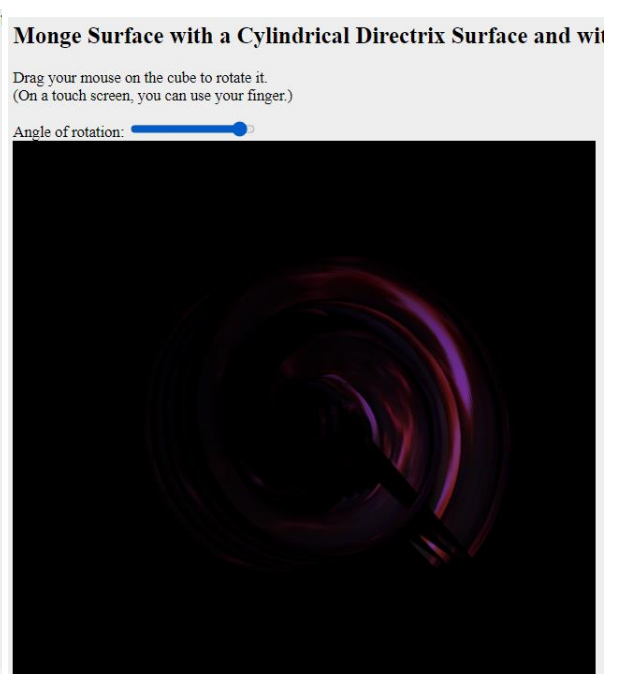 Monge Surface with a Cylindrical Directrix Surface and
Drag your mouse on the cube to rotate it.
(On a touch screen, you can use your finger.)
Angle of rotation: